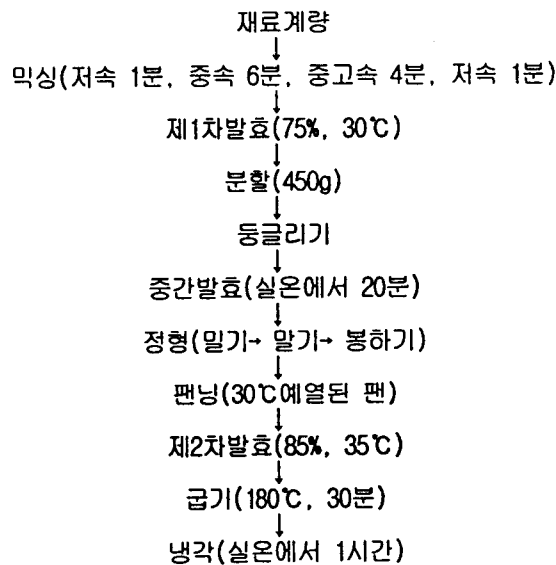 재료계량
믹싱(저속 1분, 중속 6분, 중고속 4분, 저속 1분)
제1차발효(75%, 30℃)
분할(450g)
둥글리기
중간발효(실온에서 20분)
정형(밀기→ 말기→ 봉하기)
팬닝(30℃예열된 팬)
제2차발효(85%, 35℃)
굽기(180℃, 30분)
냉각(실온에서 1시간)